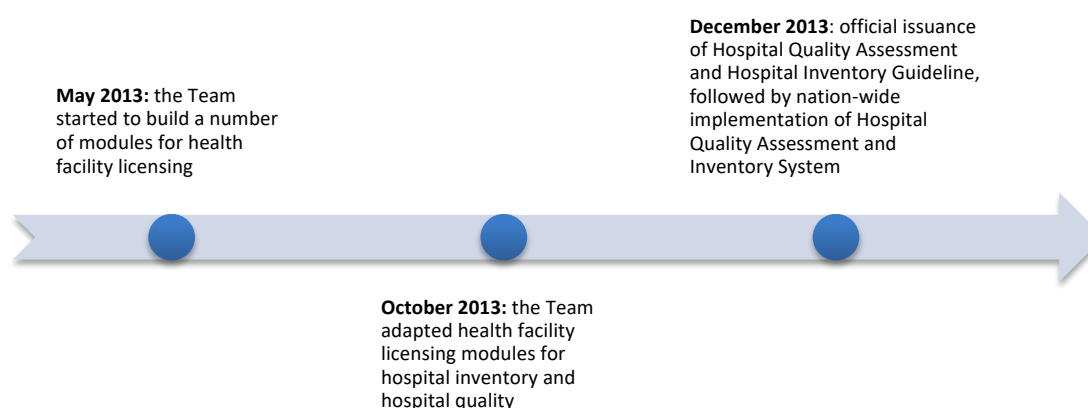 May 2013: the Team
started to build a number
of modules for health
facility licensing
October 2013: the Team
adapted health facility
licensing modules for
hospital inventory and
hospital quality
December 2013: official issuance
of Hospital Quality Assessment
and Hospital Inventory Guideline,
followed by nation-wide
implementation of Hospital
Quality Assessment and
Inventory System